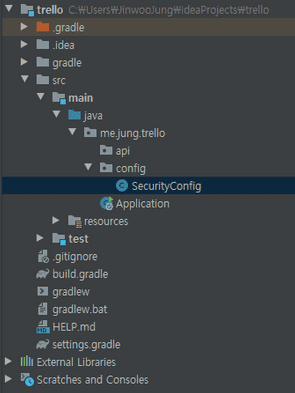 trello C:₩Users₩JinwooJung₩IdeaProjects₩trello
.gradle
.idea
gradle
src
main
java
me.jung.trello
api
config
SecurityConfig
Application
resources
test
.gitignore
build.gradle
gradlew
gradlew.bat
HELP.md
settings.gradle
External Libraries
Scratches and Consoles